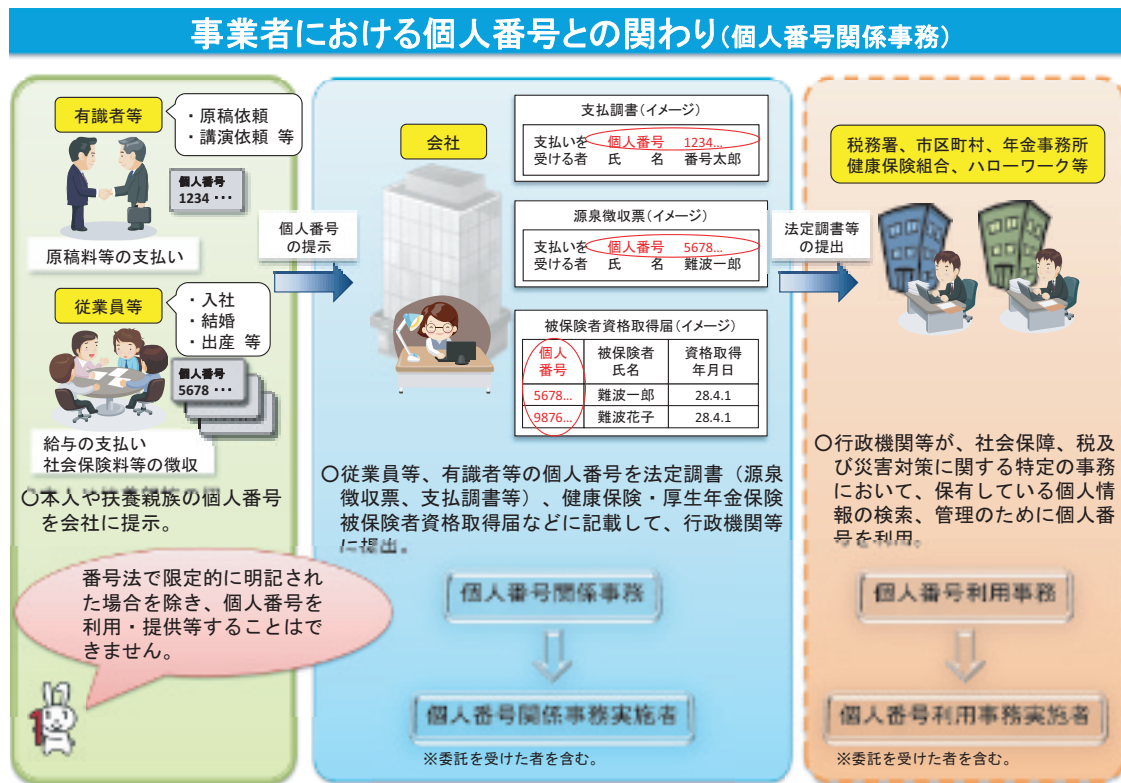 事業者における個人番号との関わり(個人番号関係事務)
有識者等
・原稿依頼
・講演依頼 等
個人番号
1234 ･･･
原稿料等の支払い
従業員等
・入社
・結婚
・出産 等
個人番号
5678 ･･･
給与の支払い
社会保険料等の徴収
〇本人や扶養親族の個人番号
を会社に提示。
番号法で限定的に明記され
た場合を除き、個人番号を
利用・提供等することはで
きません。
個人番号
の提示
会社
支払調書(イメージ)
支払いを 個人番号 1234…
受ける者 氏 名 番号太郎
源泉徴収票(イメージ)
支払いを 個人番号 5678…
受ける者 氏 名 難波一郎
被保険者資格取得届(イメージ)
個人 被保険者 資格取得
番号 氏名 年月日
5678… 難波一郎 28.4.1
9876… 難波花子 28.4.1
〇従業員等、有識者等の個人番号を法定調書（源泉
徴収票、支払調書等）、健康保険・厚生年金保険
被保険者資格取得届などに記載して、行政機関等
に提出。
個人番号関係事務
個人番号関係事務実施者
※委託を受けた者を含む。
法定調書等
の提出
税務署、市区町村、年金事務所
健康保険組合、ハローワーク等
〇行政機関等が、社会保障、税及
び災害対策に関する特定の事務
において、保有している個人情
報の検索、管理のために個人番
号を利用。
個人番号利用事務
個人番号利用事務実施者
※委託を受けた者を含む。